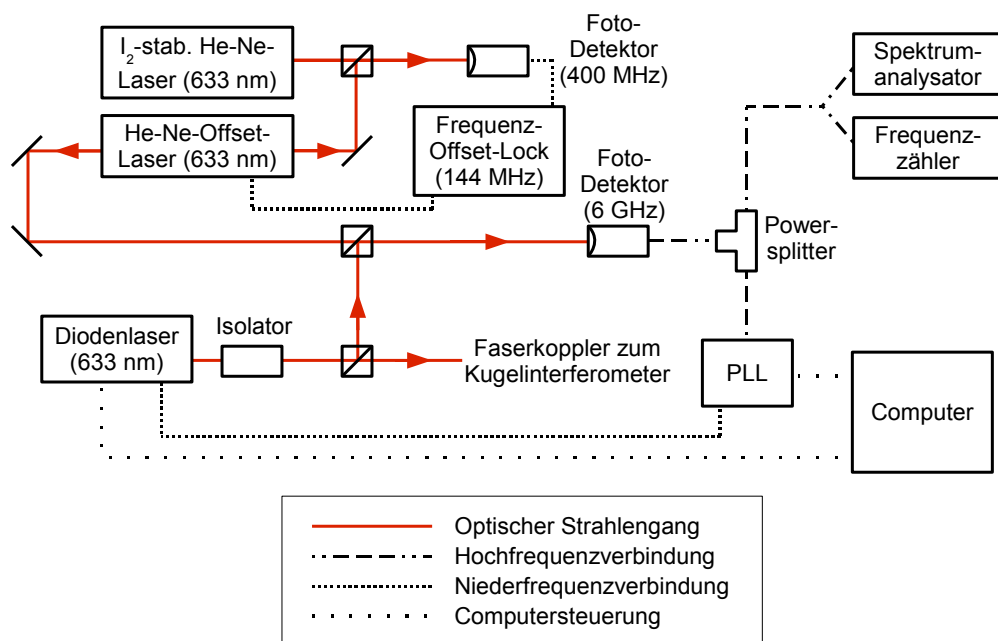 I₂-stab. He-Ne-
Laser (633 nm)
Foto-
Detektor
(400 MHz)
Spektrum-
analysator
He-Ne-Offset-
Laser (633 nm)
Frequenz-
Offset-Lock
(144 MHz)
Foto-
Detektor
(6 GHz)
Frequenz-
zähler
Power-
splitter
Diodenlaser
(633 nm)
Isolator
Faserkoppler zum
Kugelinterferometer
PLL
Computer
Optischer Strahlengang
Hochfrequenzverbindung
Niederfrequenzverbindung
Computersteuerung